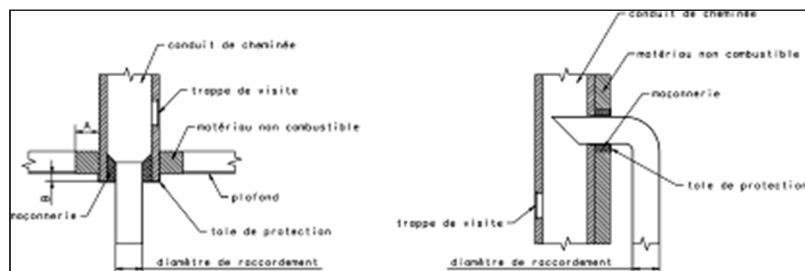 conduit de cheminée
trappe de visite
A
matériau non combustible
B
plafond
maçonnerie
tole de protection
diamètre de raccordement
conduit de cheminée
matériau non combustible
maçonnerie
tole de protection
trappe de visite
diamètre de raccordement